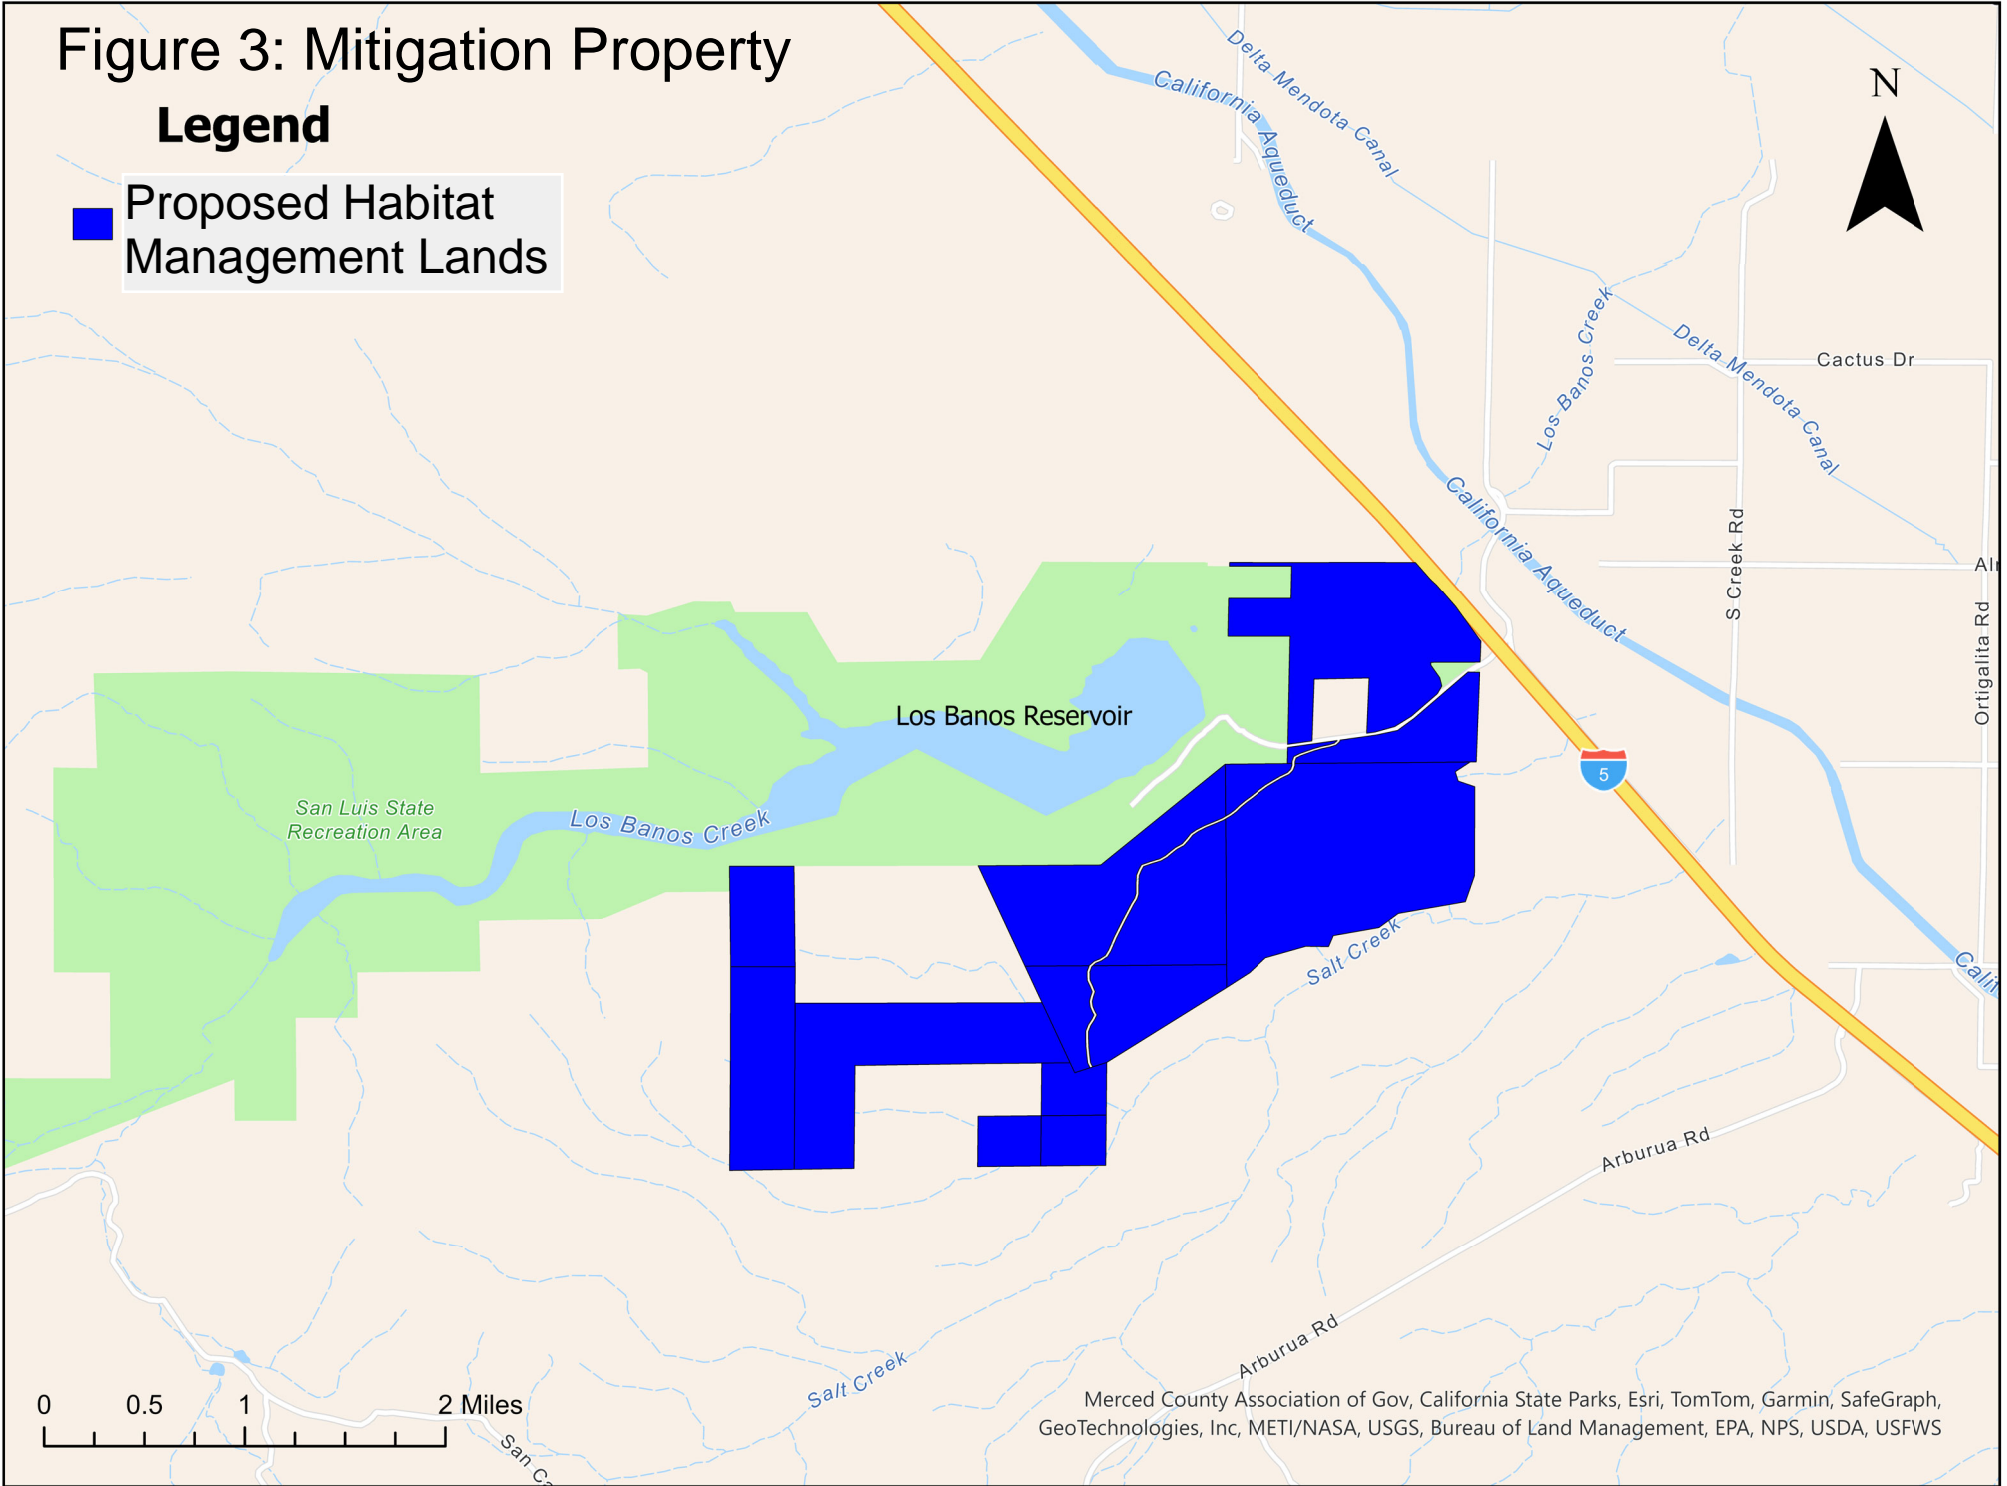 Figure 3: Mitigation Property
Legend
Proposed Habitat
Management Lands
N
Delta Mendota Canal
California Aqueduct
Los Banos Creek
Delta Mendota Canal
Cactus Dr
California Aqueduct
S Creek Rd
Ortigalita Rd
Los Banos Reservoir
5
San Luis State
Recreation Area
Los Banos Creek
Salt Creek
Arburua Rd
Arburua Rd
Salt Creek
0 0.5 1 2 Miles
San
Merced County Association of Gov, California State Parks, Esri, TomTom, Garmin, SafeGraph,
GeoTechnologies, Inc, METI/NASA, USGS, Bureau of Land Management, EPA, NPS, USDA, USFWS